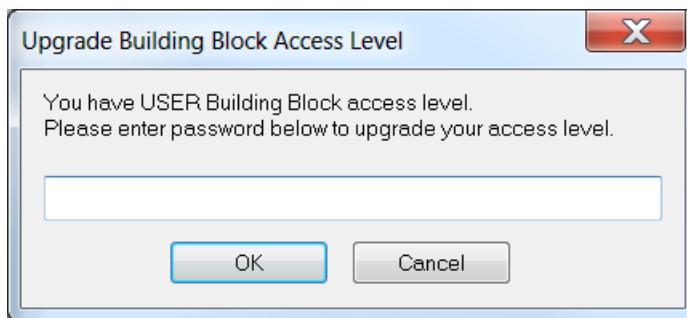 Upgrade Building Block Access Level
You have USER Building Block access level.
Please enter password below to upgrade your access level.
OK Cancel